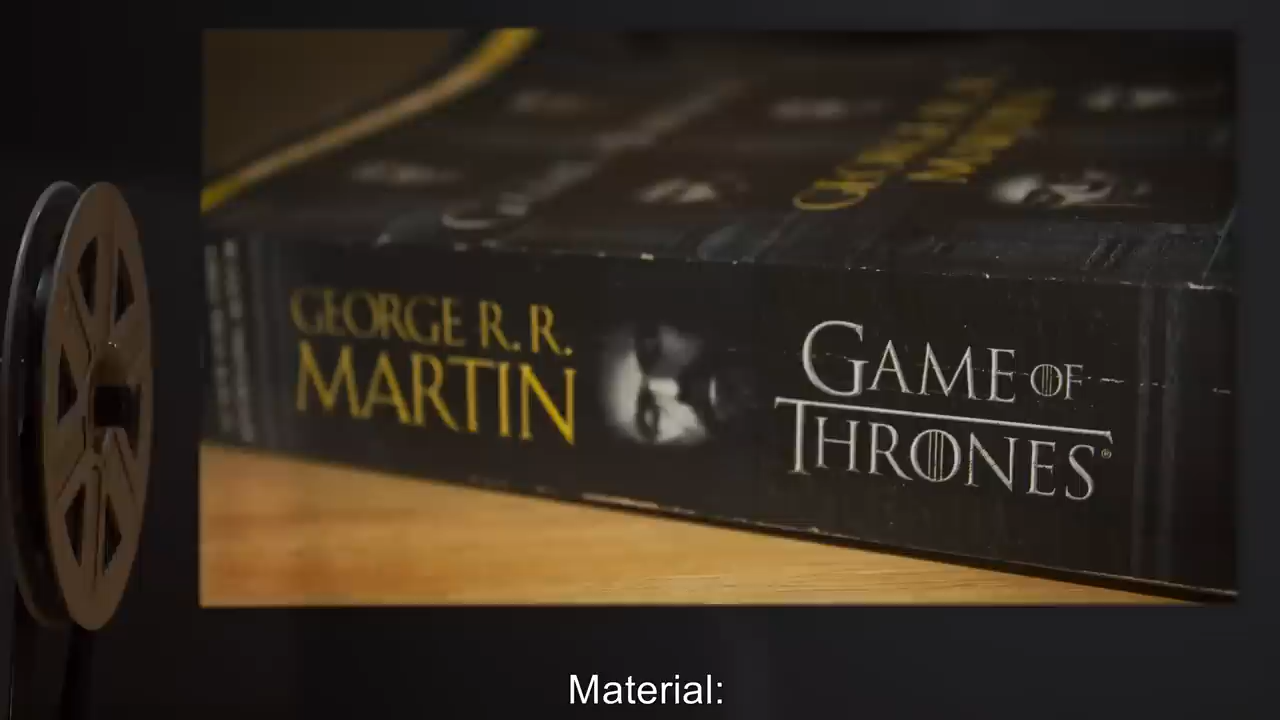 GEORGE R. R.
MARTIN
GAME OF
THRONES®
Material: